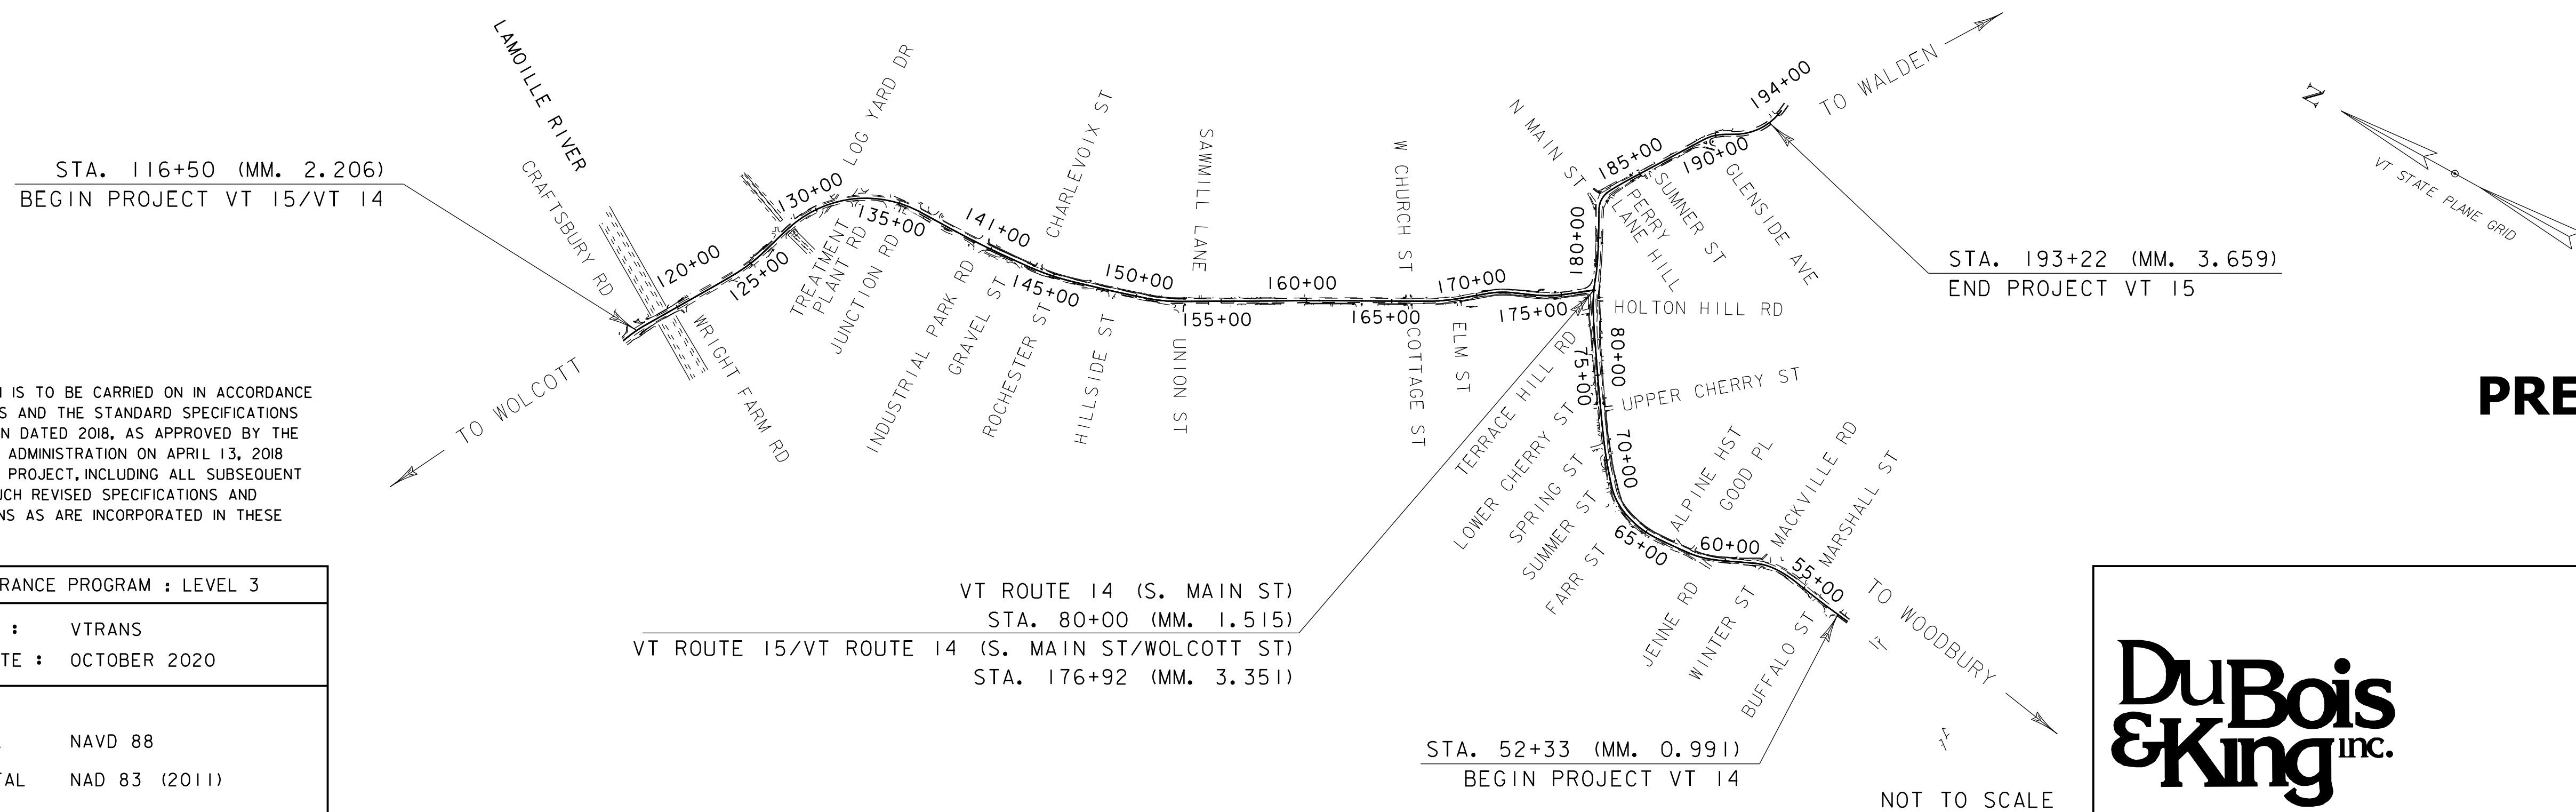 LAMOILLE RIVER
CRAFTSBURY RD
STA. 116+50 (MM. 2.206)
BEGIN PROJECT VT 15/VT 14
120+00
125+00
130+00
135+00
LOG YARD DR
TREATMENT
PLANT RD
JUNCTION RD
141+00
CHARLEVOIX ST
145+00
150+00
SAWMILL LANE
155+00
160+00
W CHURCH ST
165+00
170+00
175+00
N MAIN ST
180+00
185+00
190+00
194+00
TO WALDEN
SUMNER ST
PERRY
LANE HILL
GLENSIDE AVE
N
VT STATE PLANE GRID
STA. 193+22 (MM. 3.659)
END PROJECT VT 15
HOLTON HILL RD
WRIGHT FARM RD
INDUSTRIAL PARK RD
GRAVEL ST
ROCHESTER ST
HILLSIDE ST
UNION ST
COTTAGE ST
ELM ST
TO WOLCOTT
TERRACE HILL RD
80+00
75+00
UPPER CHERRY ST
70+00
LOWER CHERRY ST
SPRING ST
SUMMER ST
FARR ST
65+00
ALPINE HST
GOOD PL
60+00
MACKVILLE RD
MARSHALL ST
55+00
JENNE RD
WINTER ST
BUFFALO ST
TO WOODBURY
PRE
IS TO BE CARRIED ON IN ACCORDANCE
S AND THE STANDARD SPECIFICATIONS
N DATED 2018, AS APPROVED BY THE
ADMINISTRATION ON APRIL 13, 2018
PROJECT, INCLUDING ALL SUBSEQUENT
UCH REVISED SPECIFICATIONS AND
NS AS ARE INCORPORATED IN THESE
RANCE PROGRAM : LEVEL 3
: VTRANS
TE : OCTOBER 2020
NAVD 88
TAL NAD 83 (2011)
VT ROUTE 14 (S. MAIN ST)
STA. 80+00 (MM. 1.515)
VT ROUTE 15/VT ROUTE 14 (S. MAIN ST/WOLCOTT ST)
STA. 176+92 (MM. 3.351)
STA. 52+33 (MM. 0.991)
BEGIN PROJECT VT 14
NOT TO SCALE
DuBois
&King inc.